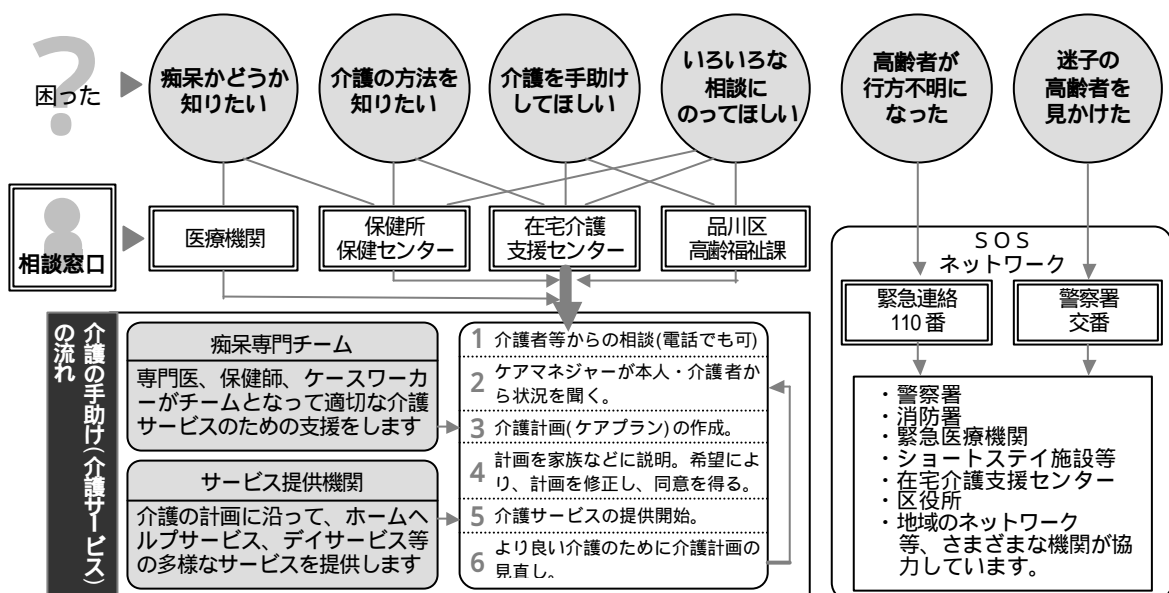 ?
困った
痴呆かどうか
知りたい
介護の方法を
知りたい
介護を手助け
してほしい
いろいろな
相談に
のってほしい
高齢者が
行方不明に
なった
迷子の
高齢者を
見かけた
相談窓口
医療機関
保健所
保健センター
在宅介護
支援センター
品川区
高齢福祉課
SOS
ネットワーク
緊急連絡
110番
警察署
交番
介護の手助け(介護サービス)
の流れ
痴呆専門チーム
専門医、保健師、ケースワーカ
ーがチームとなって適切な介護
サービスのための支援をします
サービス提供機関
介護の計画に沿って、ホームヘ
ルプサービス、デイサービス等
の多様なサービスを提供します
1 介護者等からの相談(電話でも可)
2 ケアマネジャーが本人・介護者か
ら状況を聞く。
3 介護計画(ケアプラン)の作成。
4 計画を家族などに説明。希望によ
り、計画を修正し、同意を得る。
5 介護サービスの提供開始。
6 より良い介護のために介護計画の
見直し。
・警察署
・消防署
・緊急医療機関
・ショートステイ施設等
・在宅介護支援センター
・区役所
・地域のネットワーク
等、さまざまな機関が協
力しています。